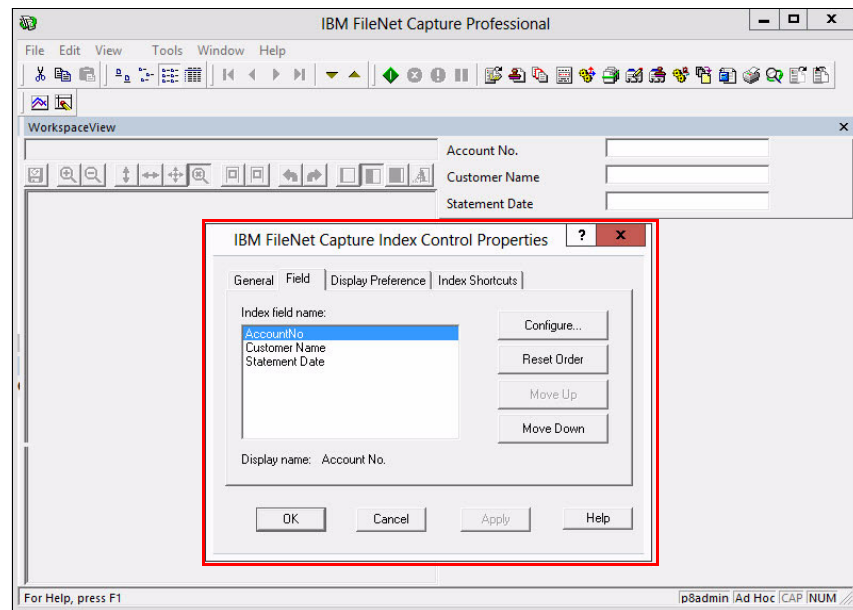 IBM FileNet Capture Professional
File Edit View Tools Window Help
WorkspaceView
Account No.
Customer Name
Statement Date
IBM FileNet Capture Index Control Properties
General Field Display Preference Index Shortcuts
Index field name:
AccountNo
Customer Name
Statement Date
Configure...
Reset Order
Move Up
Move Down
Display name: Account No.
OK Cancel Apply Help
For Help, press F1
p8admin Ad Hoc CAP NUM